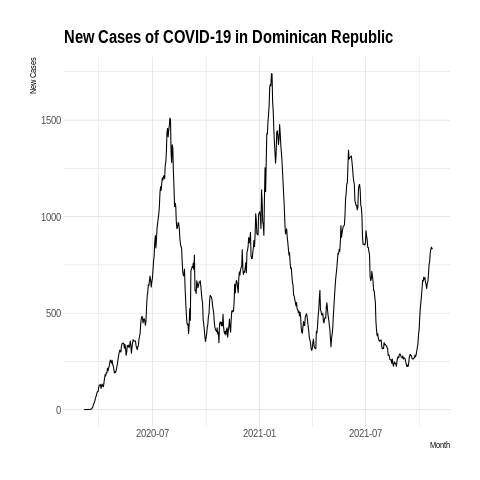 New Cases of COVID-19 in Dominican Republic
New Cases
1500
1000
500
0
2020-07
2021-01
2021-07
Month